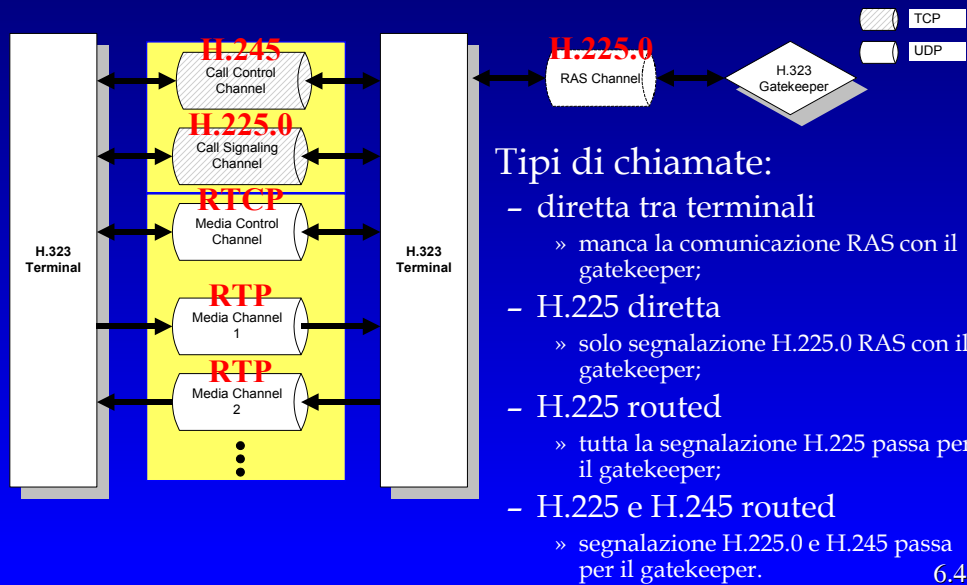 TCP
UDP
H.245
Call Control
Channel
H.225.0
Call Signaling
Channel
RTCP
Media Control
Channel
RTP
Media Channel
1
RTP
Media Channel
2
H.323
Terminal
H.323
Terminal
H.225.0
RAS Channel
H.323
Gatekeeper
Tipi di chiamate:
– diretta tra terminali
» manca la comunicazione RAS con il
gatekeeper;
– H.225 diretta
» solo segnalazione H.225.0 RAS con il
gatekeeper;
– H.225 routed
» tutta la segnalazione H.225 passa per
il gatekeeper;
– H.225 e H.245 routed
» segnalazione H.225.0 e H.245 passa
per il gatekeeper.
6.4